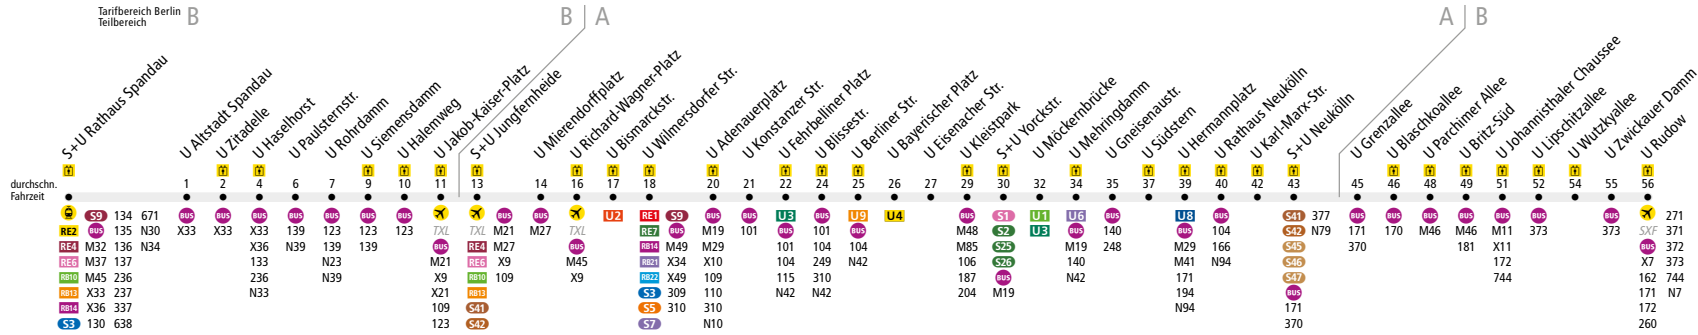 Tarifbereich Berlin
Teilbereich
B
B
A
A
B
S+U Rathaus Spandau
U Altstadt Spandau
U Zitadelle
U Haselhorst
U Paulsternstr.
U Rohrdamm
U Siemensdamm
U Halemweg
U Jakob-Kaiser-Platz
S+U Jungfernheide
U Mierendorffplatz
U Richard-Wagner-Platz
U Bismarckstr.
U Wilmersdorfer Str.
U Adenauerplatz
U Konstanzer Str.
U Fehrbelliner Platz
U Blissestr.
U Berliner Str.
U Bayerischer Platz
U Eisenacher Str.
U Kleistpark
S+U Yorckstr.
U Möckernbrücke
U Mehringdamm
U Gneisenaustr.
U Südstern
U Hermannplatz
U Rathaus Neukölln
U Karl-Marx-Str.
S+U Neukölln
U Grenzallee
U Blaschkoallee
U Parchimer Allee
U Britz-Süd
U Johannisthaler Chaussee
U Lipschitzallee
U Wutzkyallee
U Zwickauer Damm
U Rudow
durchschn.
Fahrzeit
1 2 4 6 7 9 10 11 13 14 16 17 18 20 21 22 24 25 26 27 29 30 32 34 35 37 39 40 42 43 45 46 48 49 51 52 54 55 56
S9 134 671
RE2 BUS 135 N30
RE4 M32 136 N34
RE6 M37 137
RB10 M45 236
RB13 X33 237
RB14 X36 337
S3 130 638
BUS
X33
BUS
X33
BUS
X33
X36
133
236
N33
BUS
139
N39
BUS
123
139
N23
N39
BUS
123
139
BUS
123
TXL
BUS
M21
X9
X21
109
123
BUS
TXL M21
RE4 M27
RE6 X9
RB10 109
RB13
S41
S42
BUS
M27
TXL
BUS
M45
X9
U2
RE1 S9
RE7 BUS
RB14 M49
RB21 X34
RB22 X49
S3 309
S5 310
S7
BUS
M19
M29
X10
109
110
310
N10
BUS
101
U3
BUS
101
104
115
N42
BUS
101
104
249
310
N42
U9
BUS
104
N42
U4
BUS
M48
M85
106
187
204
S1
S2
S25
S26
BUS
M19
U1
U3
U6
BUS
M19
140
N42
BUS
140
248
U8
BUS
M29
M41
171
194
N94
BUS
104
166
N94
S41 377
S42 N79
S45
S46
S47
BUS
171
370
BUS
171
370
BUS
170
BUS
M46
BUS
M46
181
BUS
M11
X11
172
744
BUS
373
BUS
373
271
SXF 371
BUS 372
X7 373
162 744
171 N7
172
260